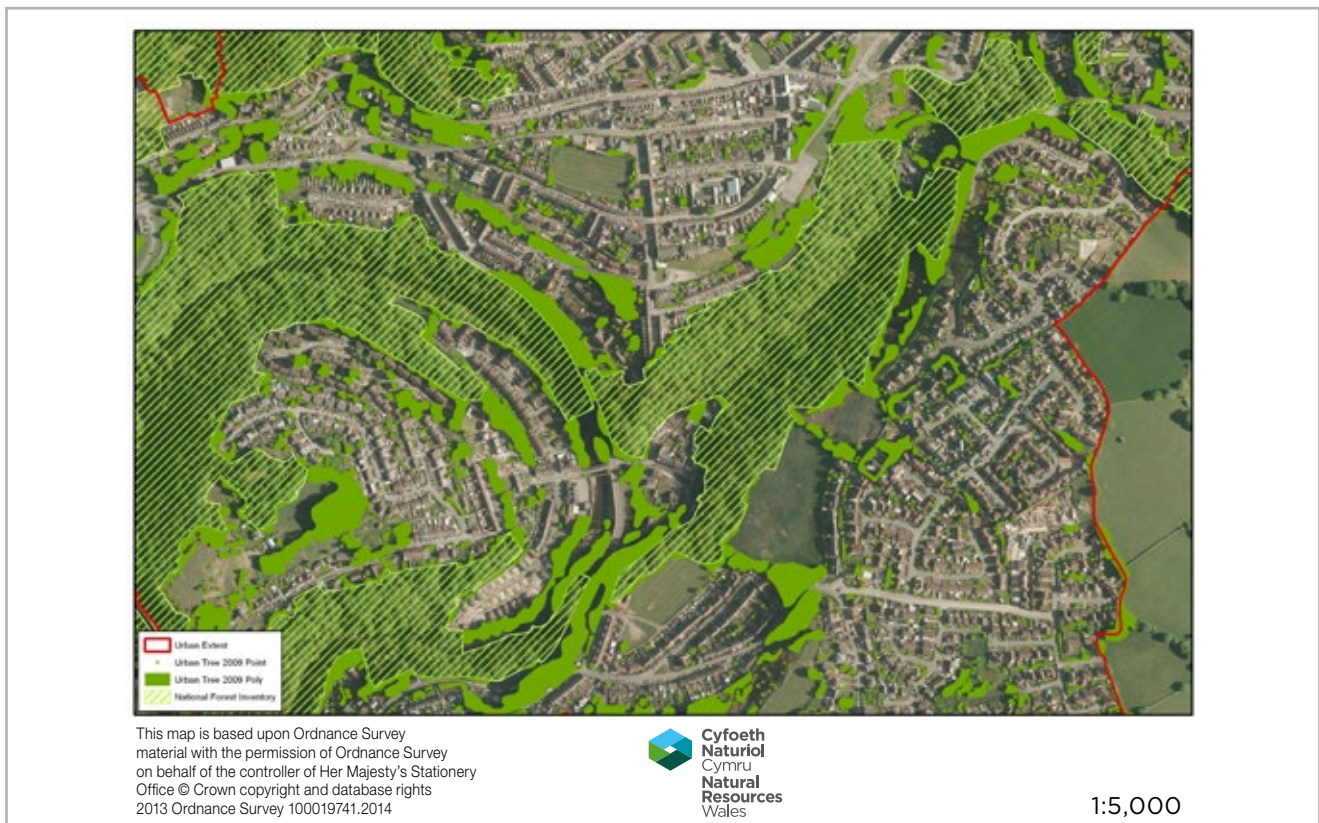 Urban Extent
Urban Tree 2009 Point
Urban Tree 2009 Poly
National Forest Inventory
This map is based upon Ordnance Survey
material with the permission of Ordnance Survey
on behalf of the controller of Her Majesty's Stationery
Office © Crown copyright and database rights
2013 Ordnance Survey 100019741.2014
Cyfoeth
Naturiol
Cymru
Natural
Resources
Wales
1:5,000